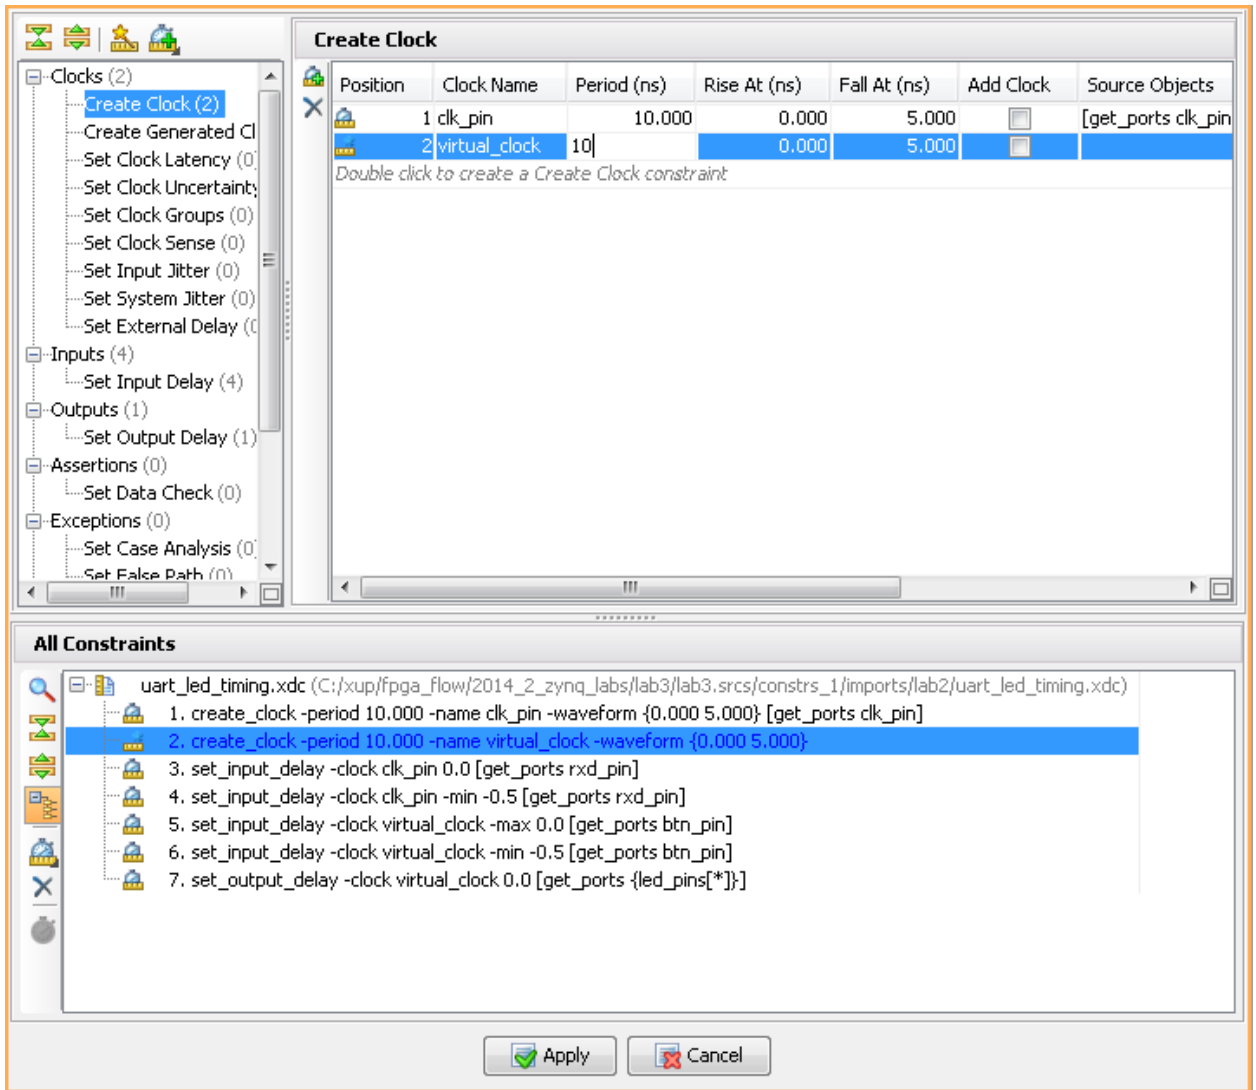 Create Clock
Clocks (2)
Create Clock (2)
Create Generated Cl
Set Clock Latency (0
Set Clock Uncertainty
Set Clock Groups (0)
Set Clock Sense (0)
Set Input Jitter (0)
Set System Jitter (0)
Set External Delay (0
Inputs (4)
Set Input Delay (4)
Outputs (1)
Set Output Delay (1)
Assertions (0)
Set Data Check (0)
Exceptions (0)
Set Case Analysis (0)
Set False Path (0)
Position Clock Name Period (ns) Rise At (ns) Fall At (ns) Add Clock Source Objects
1 clk_pin 10.000 0.000 5.000 [get_ports clk_pin
2 virtual_clock 10 0.000 5.000
Double click to create a Create Clock constraint
All Constraints
uart_led_timing.xdc (C:/xup/fpga_flow/2014_2_zynq_labs/lab3/lab3.srcs/constrs_1/imports/lab2/uart_led_timing.xdc)
1. create_clock -period 10.000 -name clk_pin -waveform {0.000 5.000} [get_ports clk_pin]
2. create_clock -period 10.000 -name virtual_clock -waveform {0.000 5.000}
3. set_input_delay -clock clk_pin 0.0 [get_ports rxd_pin]
4. set_input_delay -clock clk_pin -min -0.5 [get_ports rxd_pin]
5. set_input_delay -clock virtual_clock -max 0.0 [get_ports btn_pin]
6. set_input_delay -clock virtual_clock -min -0.5 [get_ports btn_pin]
7. set_output_delay -clock virtual_clock 0.0 [get_ports {led_pins[*]}]
Apply
Cancel